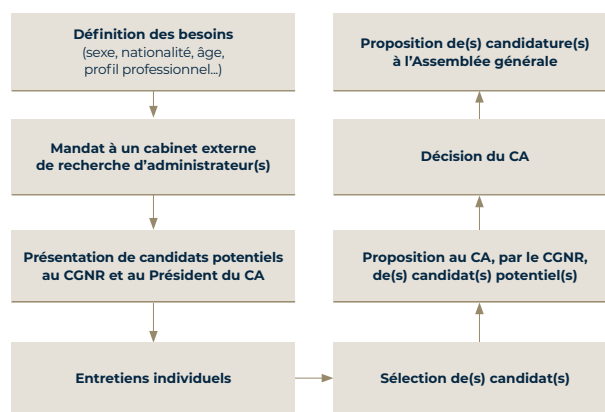 Définition des besoins
(sexe, nationalité, âge,
profil professionnel...)
Mandat à un cabinet externe
de recherche d'administrateur(s)
Présentation de candidats potentiels
au CGNR et au Président du CA
Entretiens individuels
Sélection de(s) candidat(s)
Proposition au CA, par le CGNR,
de(s) candidat(s) potentiel(s)
Décision du CA
Proposition de(s) candidature(s)
à l'Assemblée générale